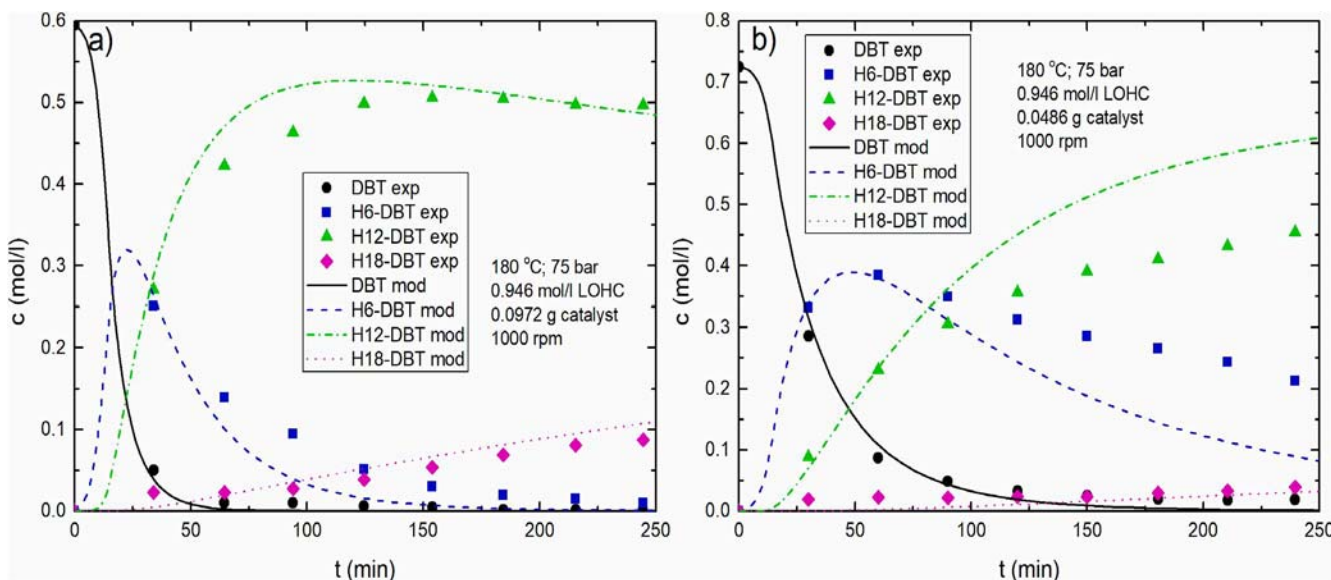 a)
0.6
0.5
0.4
0.3
0.2
0.1
0.0
c (mol/l)
DBT exp
H6-DBT exp
H12-DBT exp
H18-DBT exp
DBT mod
H6-DBT mod
H12-DBT mod
H18-DBT mod
180 °C; 75 bar
0.946 mol/l LOHC
0.0972 g catalyst
1000 rpm
0 50 100 150 200 250
t (min)
b)
0.8
0.7
0.6
0.5
0.4
0.3
0.2
0.1
0.0
c (mol/l)
DBT exp
H6-DBT exp
H12-DBT exp
H18-DBT exp
DBT mod
H6-DBT mod
H12-DBT mod
H18-DBT mod
180 °C; 75 bar
0.946 mol/l LOHC
0.0486 g catalyst
1000 rpm
0 50 100 150 200 250
t (min)